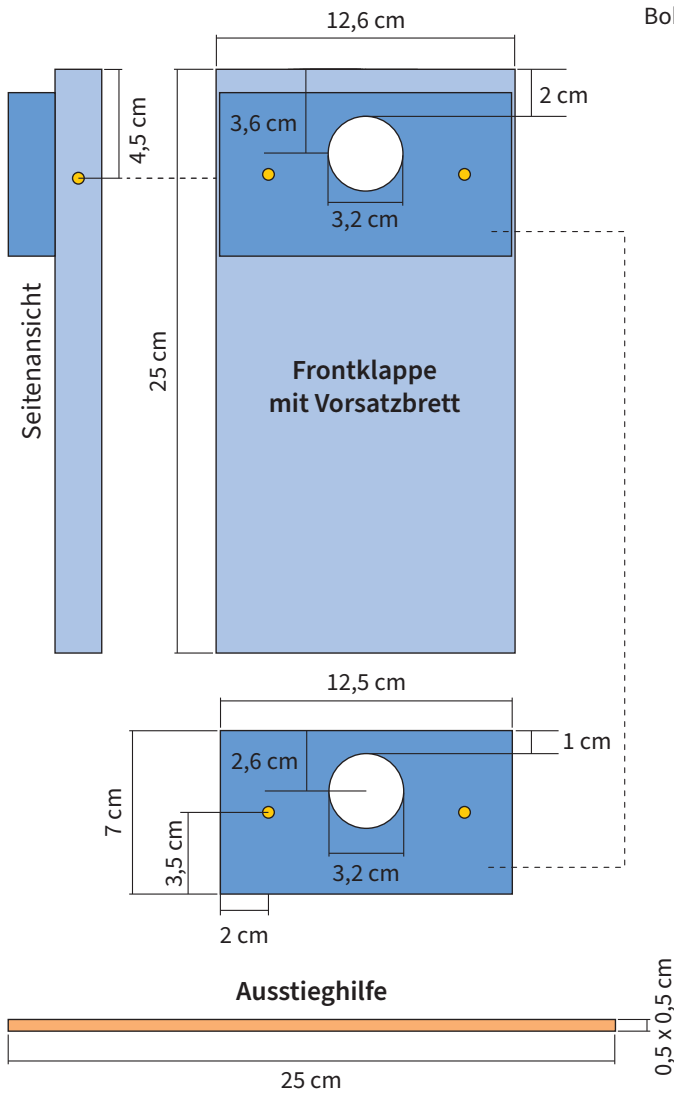 12,6 cm
Bol
4,5 cm
2 cm
3,6 cm
3,2 cm
Seitenansicht
25 cm
Frontklappe
mit Vorsatzbrett
12,5 cm
1 cm
2,6 cm
7 cm
3,5 cm
3,2 cm
2 cm
Ausstieghilfe
0,5 x 0,5 cm
25 cm